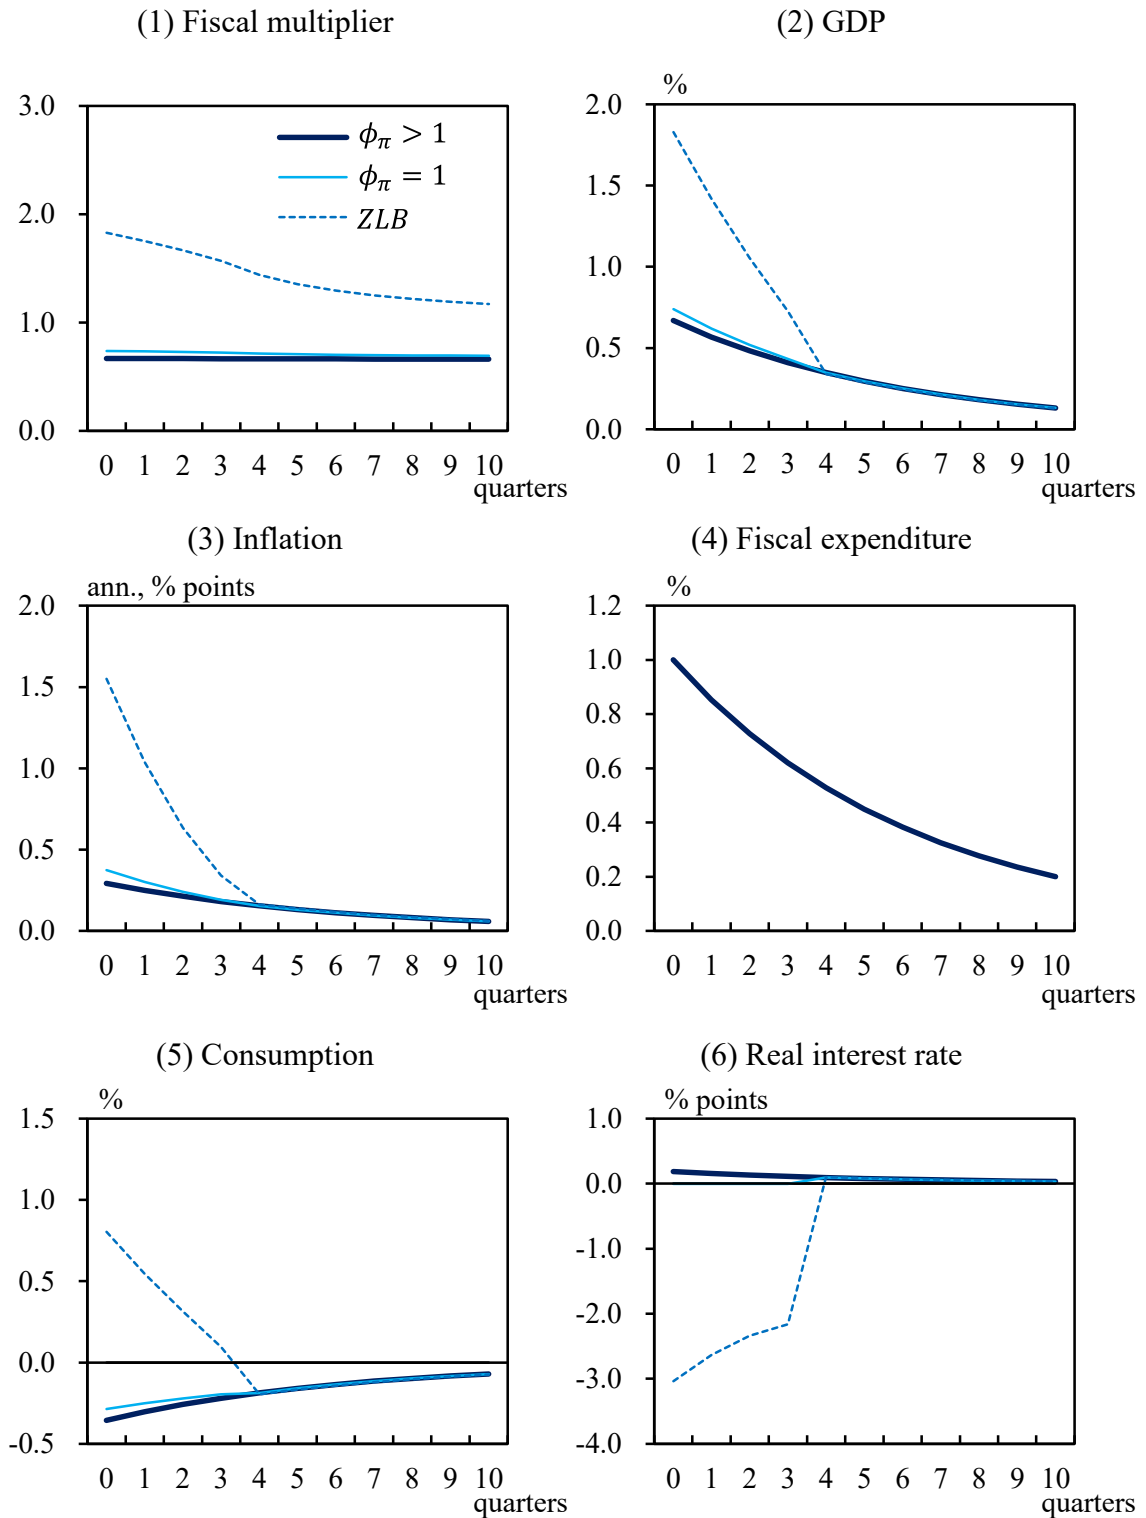 (1) Fiscal multiplier
3.0
2.0
1.0
0.0
ϕπ > 1
ϕπ = 1
ZLB
0 1 2 3 4 5 6 7 8 9 10
quarters
(2) GDP
%
2.0
1.5
1.0
0.5
0.0
0 1 2 3 4 5 6 7 8 9 10
quarters
(3) Inflation
ann., % points
2.0
1.5
1.0
0.5
0.0
0 1 2 3 4 5 6 7 8 9 10
quarters
(4) Fiscal expenditure
%
1.2
1.0
0.8
0.6
0.4
0.2
0.0
0 1 2 3 4 5 6 7 8 9 10
quarters
(5) Consumption
%
1.5
1.0
0.5
0.0
-0.5
0 1 2 3 4 5 6 7 8 9 10
quarters
(6) Real interest rate
% points
1.0
0.0
-1.0
-2.0
-3.0
-4.0
0 1 2 3 4 5 6 7 8 9 10
quarters